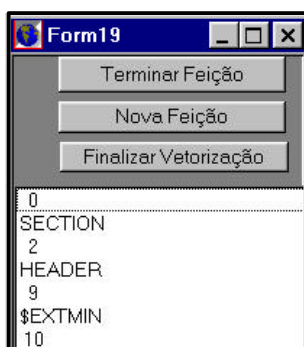 Form19
Terminar Feição
Nova Feição
Finalizar Vetorização
0
SECTION
2
HEADER
9
$EXTMIN
10